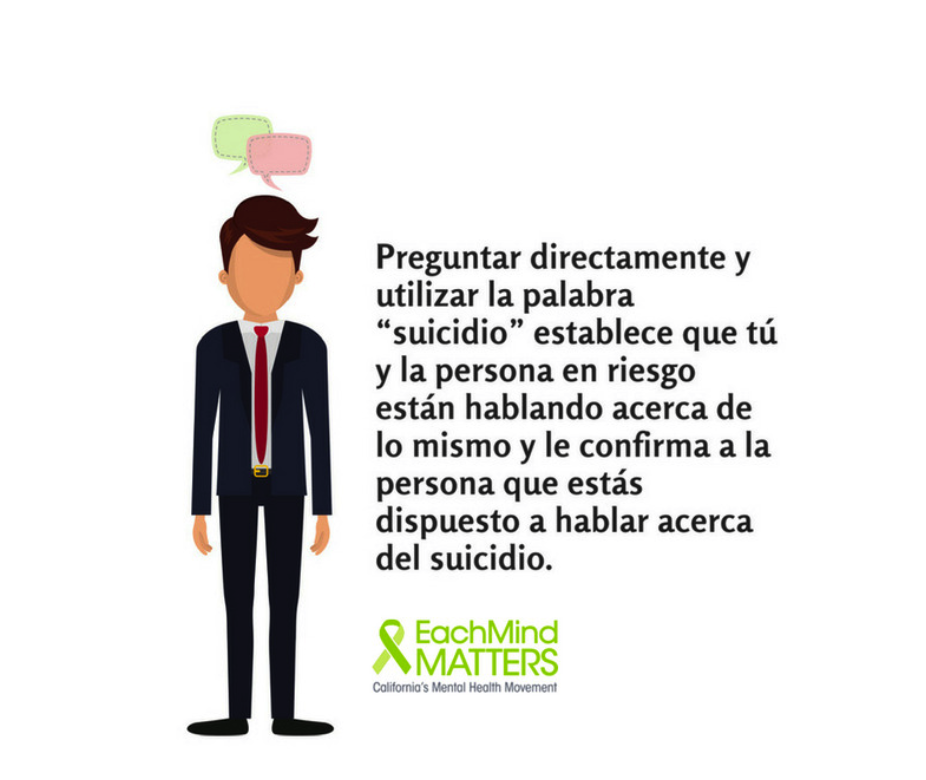 Preguntar directamente y
utilizar la palabra
“suicidio” establece que tú
y la persona en riesgo
están hablando acerca de
lo mismo y le confirma a la
persona que estás
dispuesto a hablar acerca
del suicidio.
EachMind
MATTERS
California's Mental Health Movement